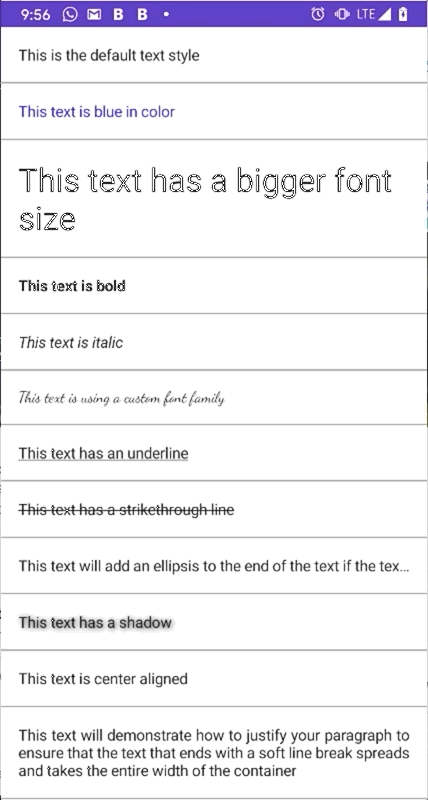 9:56 B B LTE
This is the default text style
This text is blue in color
This text has a bigger font
size
This text is bold
This text is italic
This text is using a custom font family
This text has an underline
This text has a strikethrough line
This text will add an ellipsis to the end of the text if the tex...
This text has a shadow
This text is center aligned
This text will demonstrate how to justify your paragraph to
ensure that the text that ends with a soft line break spreads
and takes the entire width of the container